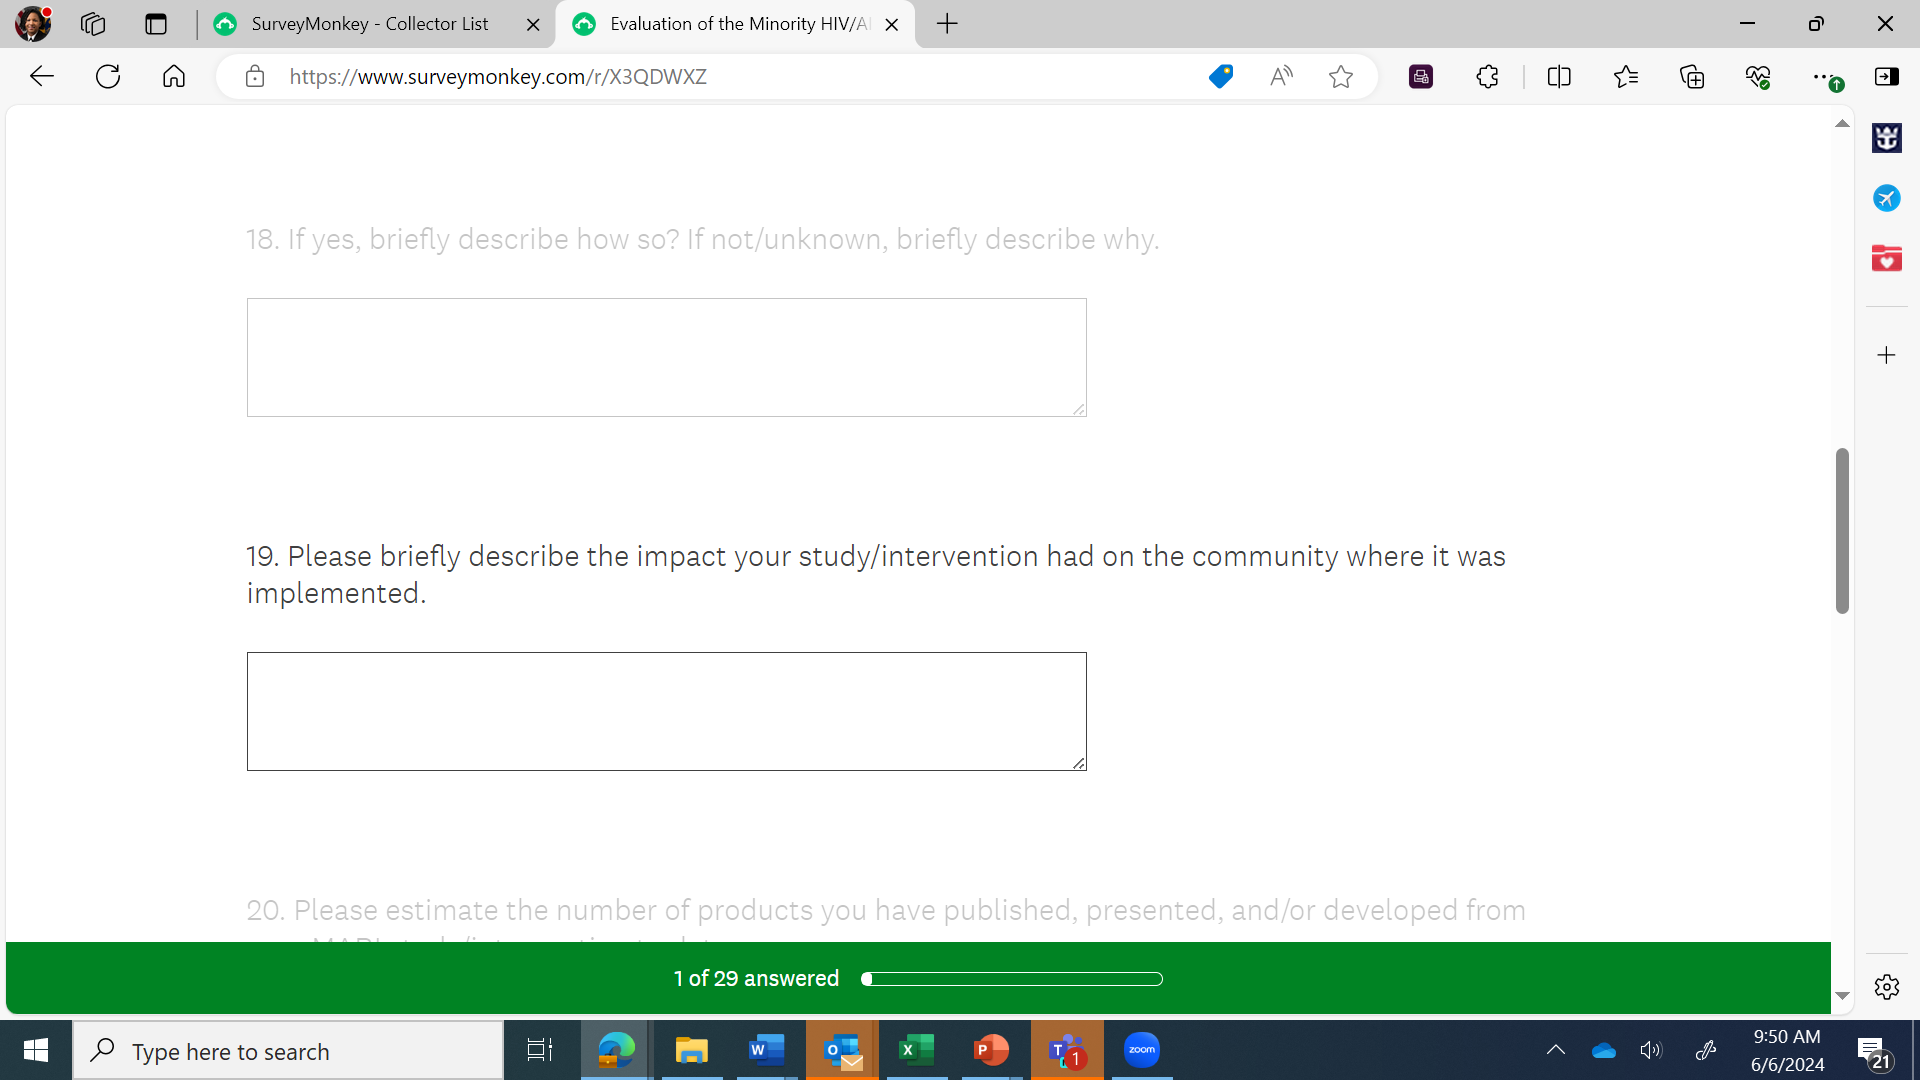 SurveyMonkey - Collector List
Evaluation of the Minority HIV/AI
https://www.surveymonkey.com/r/X3QDWXZ
18. If yes, briefly describe how so? If not/unknown, briefly describe why.
19. Please briefly describe the impact your study/intervention had on the community where it was
implemented.
20. Please estimate the number of products you have published, presented, and/or developed from
1 of 29 answered
Type here to search
1
zoom
9:50 AM
6/6/2024
21